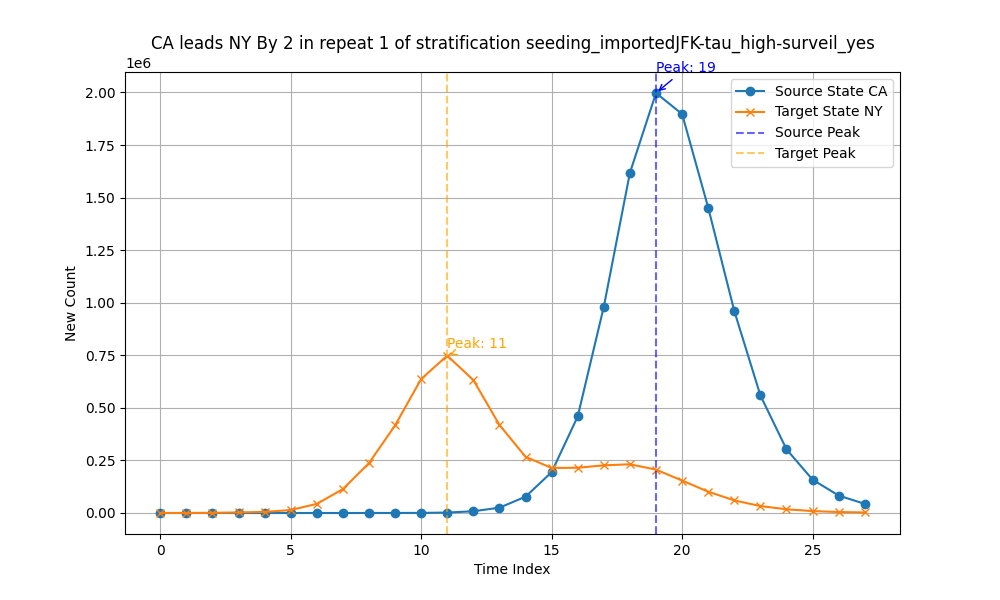 CA leads NY By 2 in repeat 1 of stratification seeding_importedJFK-tau_high-surveil_yes
1e6
Peak: 19
Source State CA
Target State NY
Source Peak
Target Peak
2.00
1.75
1.50
1.25
1.00
0.75
0.50
0.25
0.00
New Count
Peak: 11
0
5
10
15
20
25
Time Index